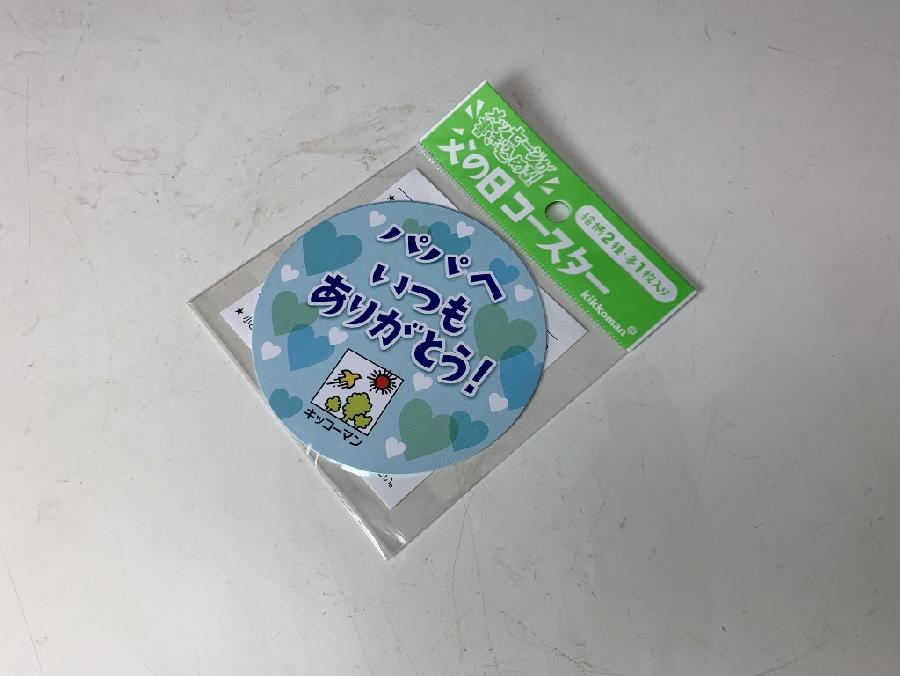 メッセージが
書きこめる!
父の日 コースター
絵柄2種・各1枚入り
kikkoman
パパへ
いつも
ありがとう!
キッコーマン